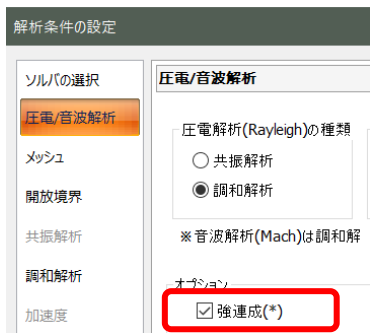 解析条件の設定
ソルバの選択
圧電/音波解析
メッシュ
開放境界
共振解析
調和解析
加速度
圧電/音波解析
圧電解析(Rayleigh)の種類
共振解析
調和解析
※音波解析(Mach)は調和解
オプション
強連成(*)